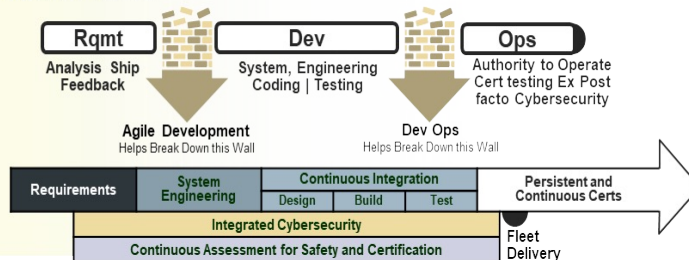 Rqmt
Dev
Ops
Analysis Ship
Feedback
System, Engineering
Coding | Testing
Authority to Operate
Cert testing Ex Post
facto Cybersecurity
Agile Development
Helps Break Down this Wall
Dev Ops
Helps Break Down this Wall
Requirements
System
Engineering
Continuous Integration
Design
Build
Test
Persistent and
Continuous Certs
Integrated Cybersecurity
Continuous Assessment for Safety and Certification
Fleet
Delivery